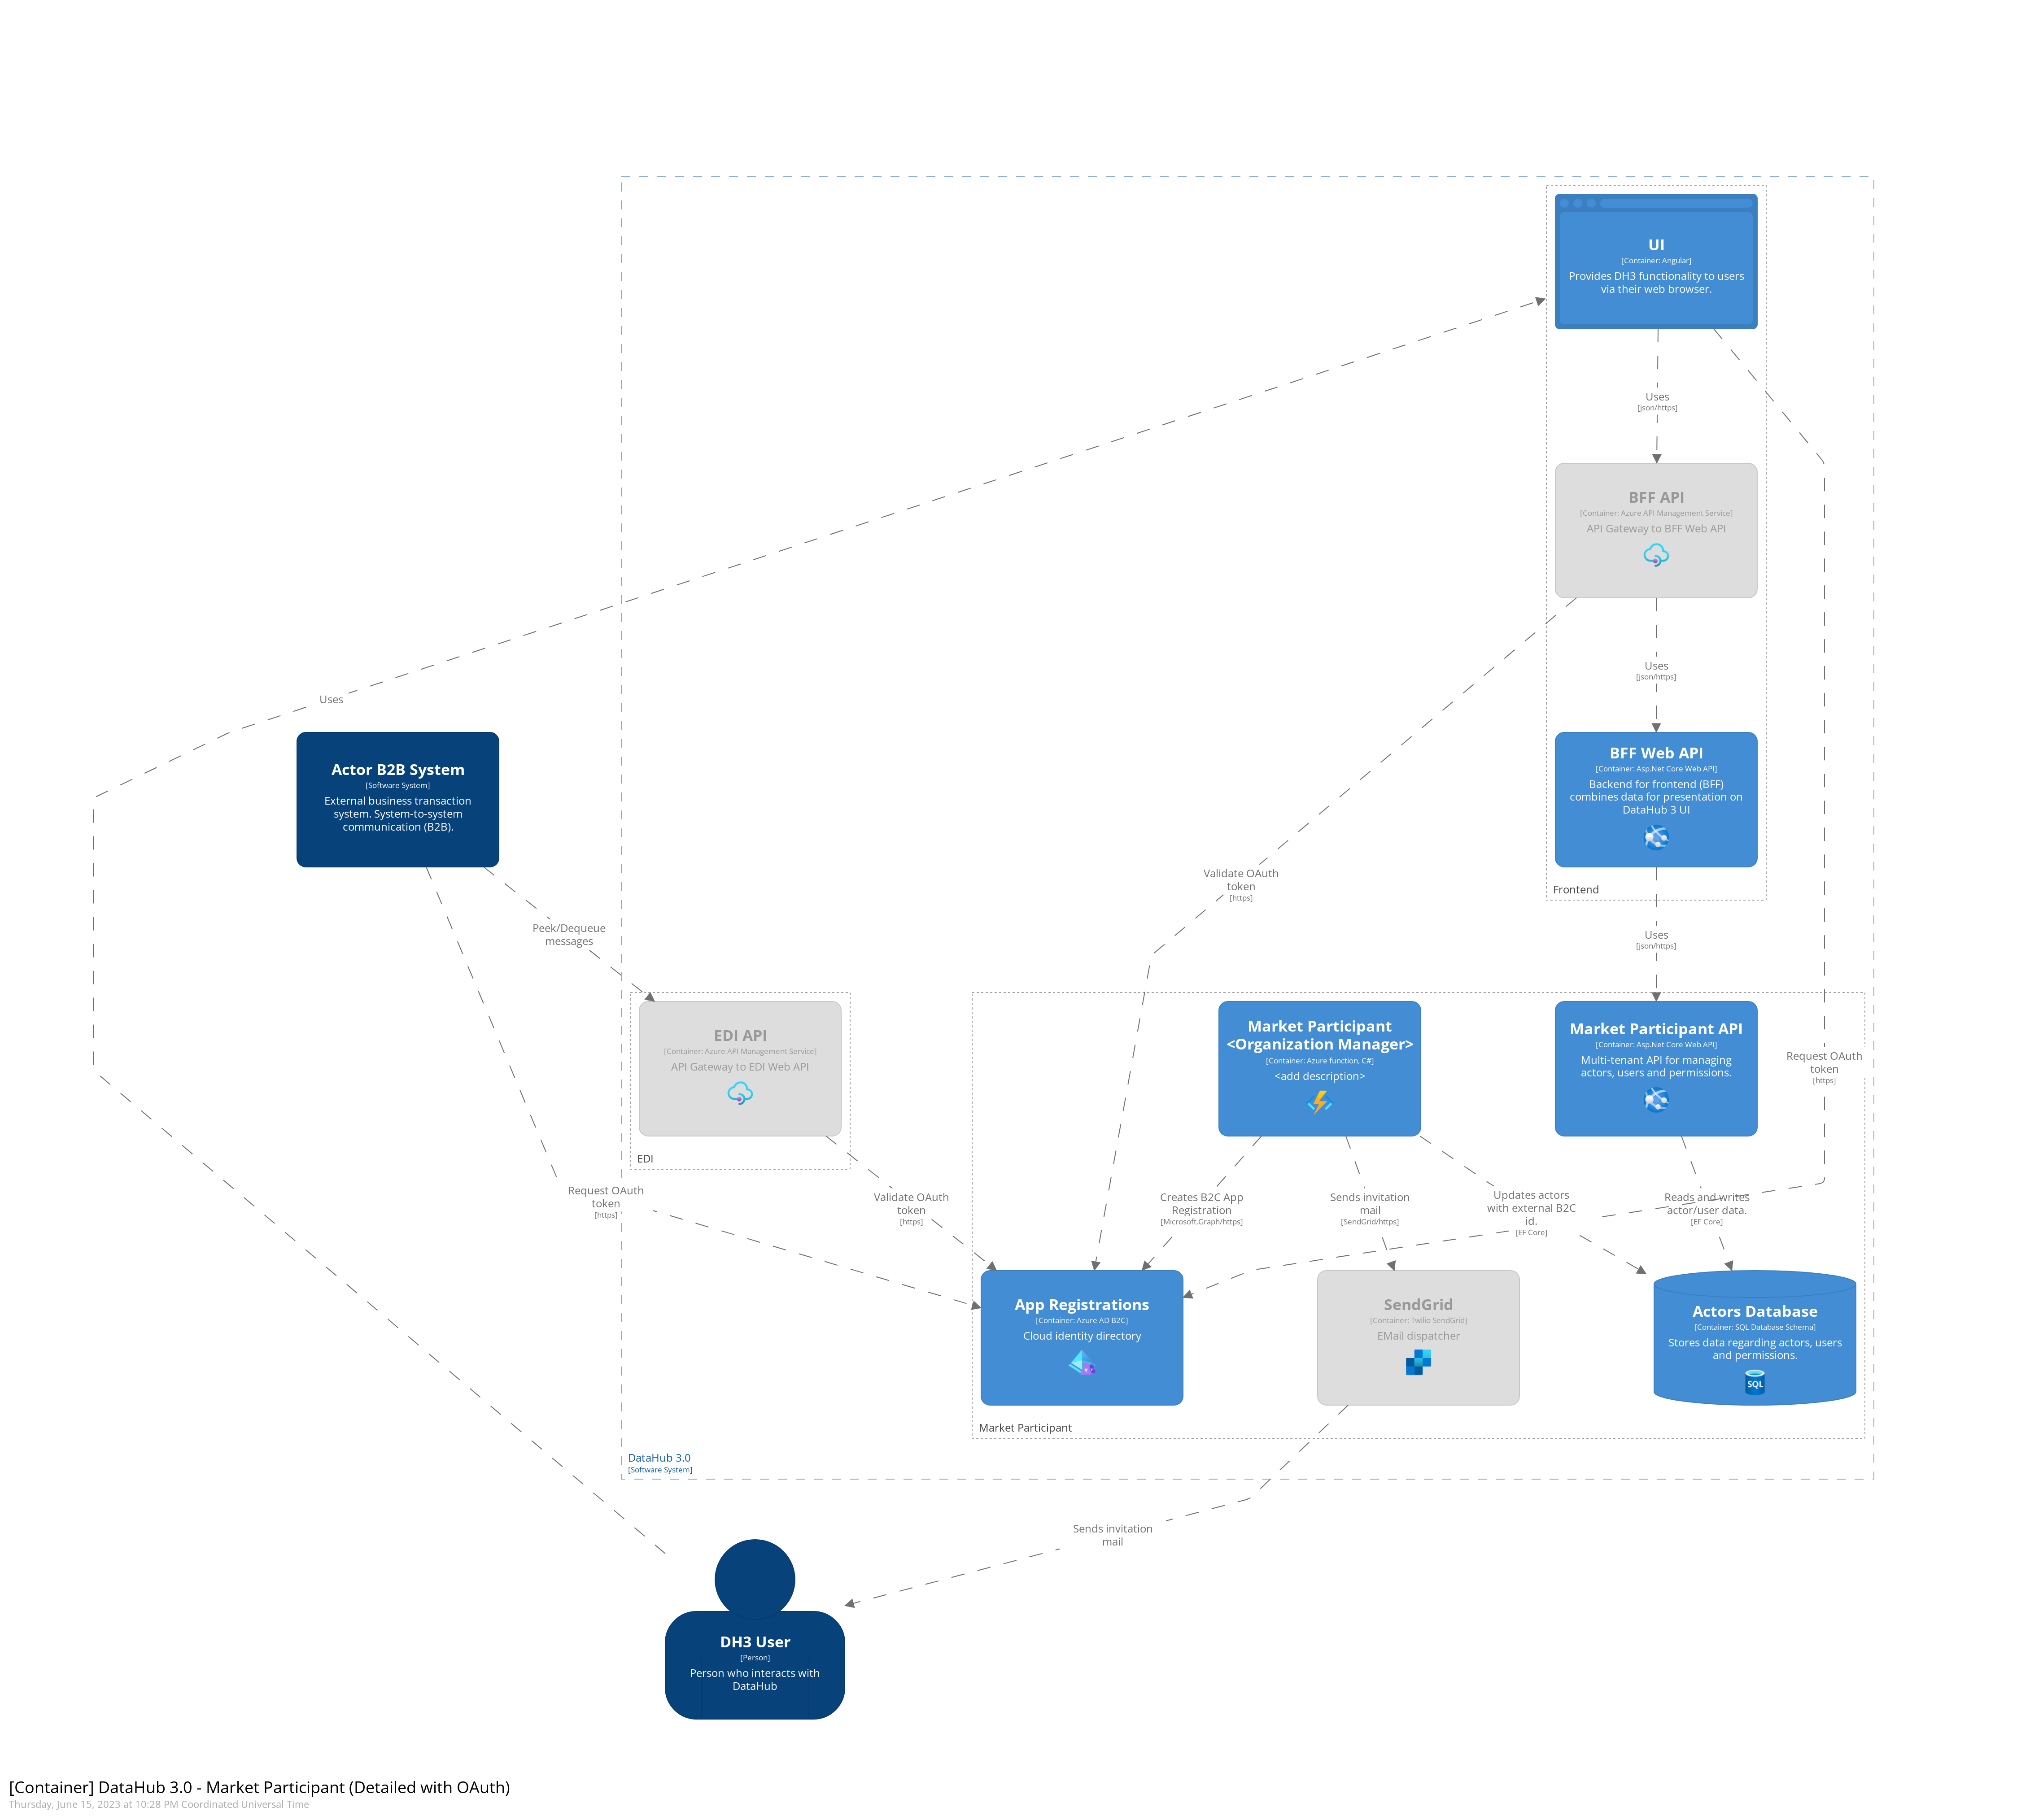 UI
[Container: Angular]
Provides DH3 functionality to users
via their web browser.
Uses
[json/https]
BFF API
[Container: Azure API Management Service]
API Gateway to BFF Web API
Uses
[json/https]
Uses
Actor B2B System
[Software System]
External business transaction
system. System-to-system
communication (B2B).
BFF Web API
[Container: Asp.Net Core Web API]
Backend for frontend (BFF)
combines data for presentation on
DataHub 3 UI
Validate OAuth
token
[https]
Frontend
Peek/Dequeue
messages
Uses
[json/https]
EDI API
[Container: Azure API Management Service]
API Gateway to EDI Web API
EDI
Market Participant
<Organization Manager>
[Container: Azure function, C#]
<add description>
Market Participant API
[Container: Asp.Net Core Web API]
Multi-tenant API for managing
actors, users and permissions.
Request OAuth
token
[https]
Request OAuth
token
[https]
Validate OAuth
token
[https]
Creates B2C App
Registration
[Microsoft.Graph/https]
Sends invitation
mail
[SendGrid/https]
Updates actors
with external B2C
id.
[EF Core]
Reads and writes
actor/user data.
[EF Core]
App Registrations
[Container: Azure AD B2C]
Cloud identity directory
SendGrid
[Container: Twilio SendGrid]
EMail dispatcher
Actors Database
[Container: SQL Database Schema]
Stores data regarding actors, users
and permissions.
SQL
Market Participant
DataHub 3.0
[Software System]
Sends invitation
mail
DH3 User
[Person]
Person who interacts with
DataHub
[Container] DataHub 3.0 - Market Participant (Detailed with OAuth)
Thursday, June 15, 2023 at 10:28 PM Coordinated Universal Time